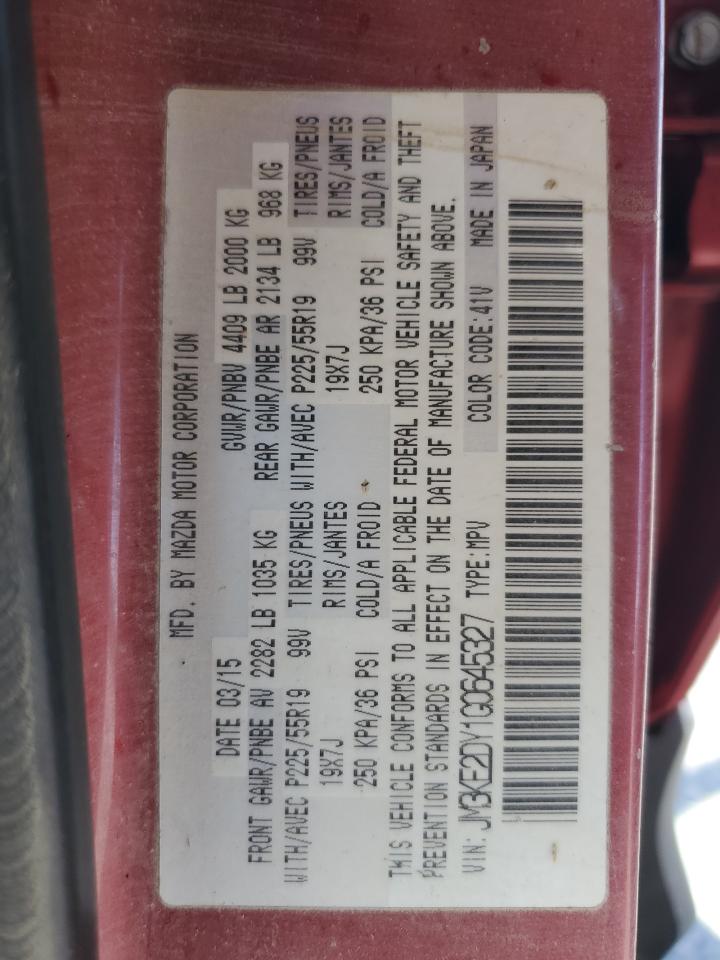 MFD. BY MAZDA MOTOR CORPORATION
DATE 03/15 GVWR/PNBV 4409 LB 2000 KG
FRONT GAWR/PNBE AV 2282 LB 1035 KG REAR GAWR/PNBE AR 2134 LB 968 KG
WITH/AVEC P225/55R19 99V TIRES/PNEUS WITH/AVEC P225/55R19 99V TIRES/PNEUS
19X7J RIMS/JANTES 19X7J RIMS/JANTES
250 KPA/36 PSI COLD/A FROID 250 KPA/36 PSI COLD/A FROID
THIS VEHICLE CONFORMS TO ALL APPLICABLE FEDERAL MOTOR VEHICLE SAFETY AND THEFT
PREVENTION STANDARDS IN EFFECT ON THE DATE OF MANUFACTURE SHOWN ABOVE.
VIN: JM3KE2DY1G0645327 TYPE:MPV COLOR CODE:41V MADE IN JAPAN